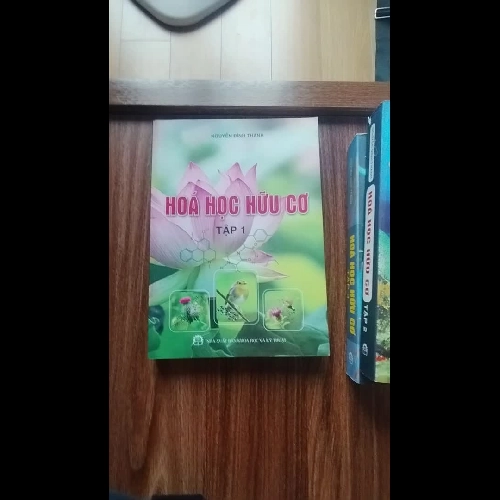 NGUYỄN MINH THẢO
HOÁ HỌC HỮU CƠ
TẬP 1
HOÁ HỌC HỮU CƠ
HOÁ HỌC HỮU CƠ
TẬP 2